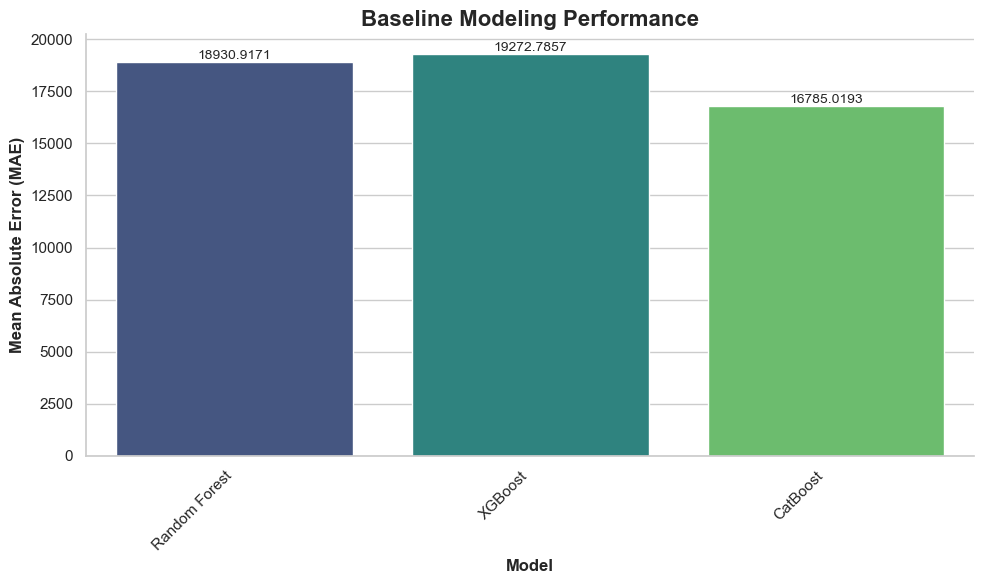 Baseline Modeling Performance
Mean Absolute Error (MAE)
20000
17500
15000
12500
10000
7500
5000
2500
0
18930.9171
19272.7857
16785.0193
Random Forest
XGBoost
CatBoost
Model